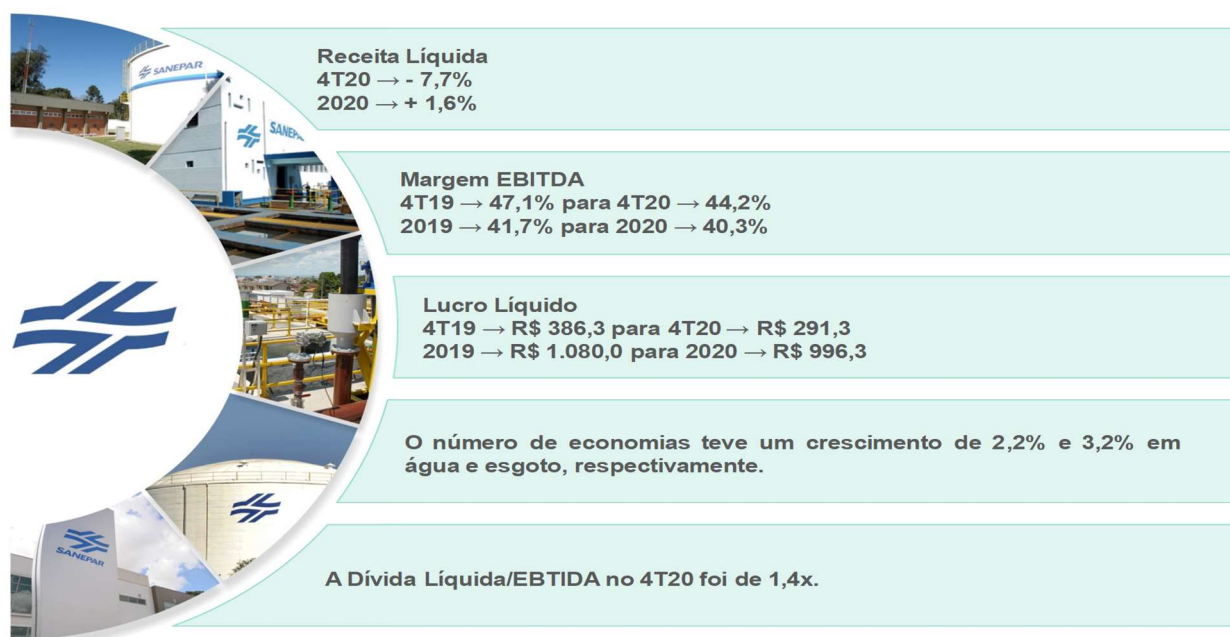 SANEPAR
SANEPAR
Receita Líquida
4T20 → - 7,7%
2020 → + 1,6%
Margem EBITDA
4T19 → 47,1% para 4T20 → 44,2%
2019 → 41,7% para 2020 → 40,3%
Lucro Líquido
4T19 → R$ 386,3 para 4T20 → R$ 291,3
2019 → R$ 1.080,0 para 2020 → R$ 996,3
O número de economias teve um crescimento de 2,2% e 3,2% em
água e esgoto, respectivamente.
SANEPAR
A Dívida Líquida/EBTIDA no 4T20 foi de 1,4x.